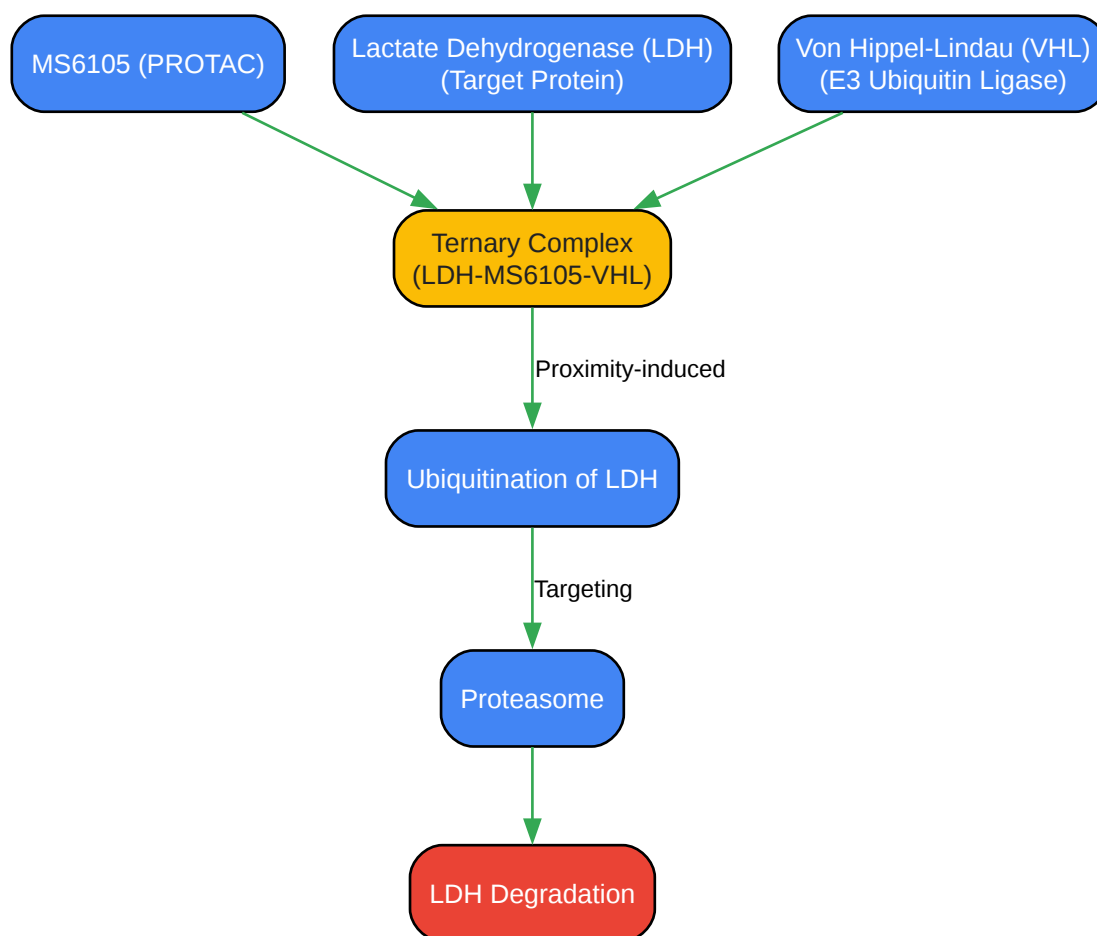 MS6105 (PROTAC)
Lactate Dehydrogenase (LDH)
(Target Protein)
Von Hippel-Lindau (VHL)
(E3 Ubiquitin Ligase)
Ternary Complex
(LDH-MS6105-VHL)
Proximity-induced
Ubiquitination of LDH
Targeting
Proteasome
LDH Degradation